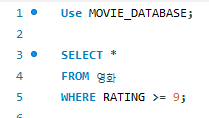 1 Use MOVIE_DATABASE;
2
3 SELECT *
4 FROM 영화
5 WHERE RATING >= 9;